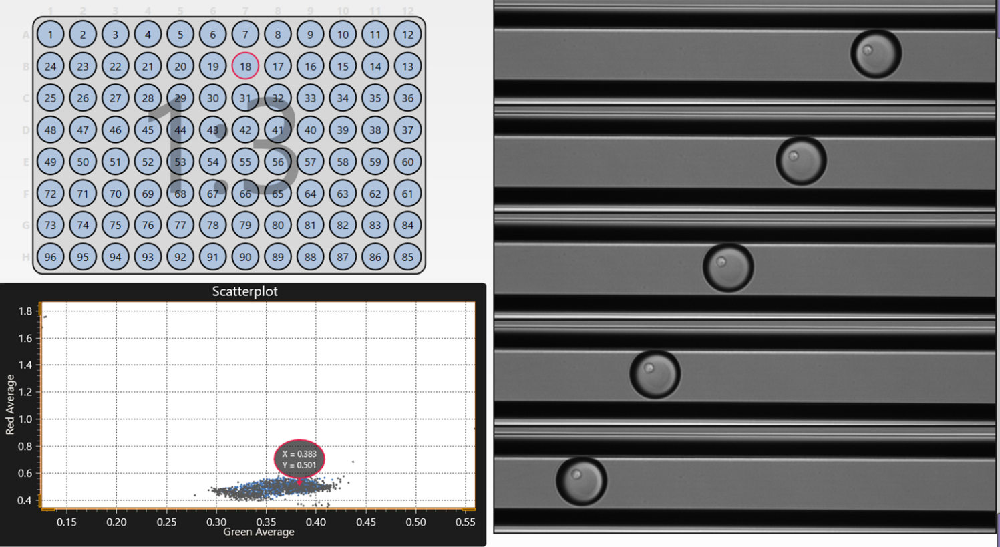 1 2 3 4 5 6 7 8 9 10 11 12
A 1 2 3 4 5 6 7 8 9 10 11 12
B 24 23 22 21 20 19 18 17 16 15 14 13
C 25 26 27 28 29 30 31 32 33 34 35 36
D 48 47 46 45 44 43 42 41 40 39 38 37
1:3
E 49 50 51 52 53 54 55 56 57 58 59 60
F 72 71 70 69 68 67 66 65 64 63 62 61
G 73 74 75 76 77 78 79 80 81 82 83 84
H 96 95 94 93 92 91 90 89 88 87 86 85
Scatterplot
Red Average
1.8
1.6
1.4
1.2
1.0
0.8
0.6
0.4
X = 0.383
Y = 0.501
0.15 0.20 0.25 0.30 0.35 0.40 0.45 0.50 0.55
Green Average